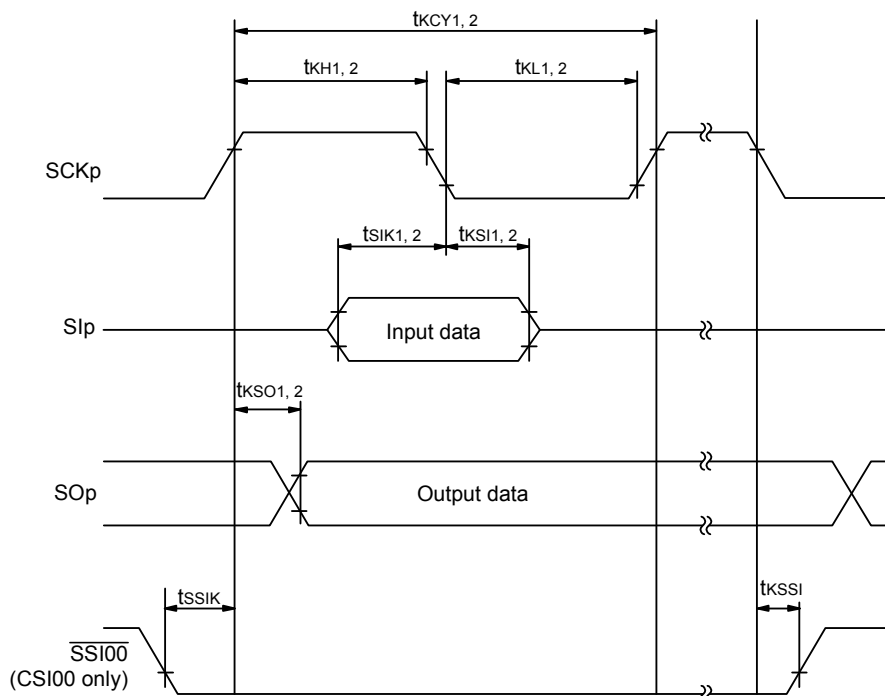 tKCY1, 2
tKH1, 2
tKL1, 2
SCKp
tSIK1, 2
tKSI1, 2
SIp
Input data
tKSO1, 2
SOp
Output data
tSSIK
tKSSI
SSI00
(CSI00 only)